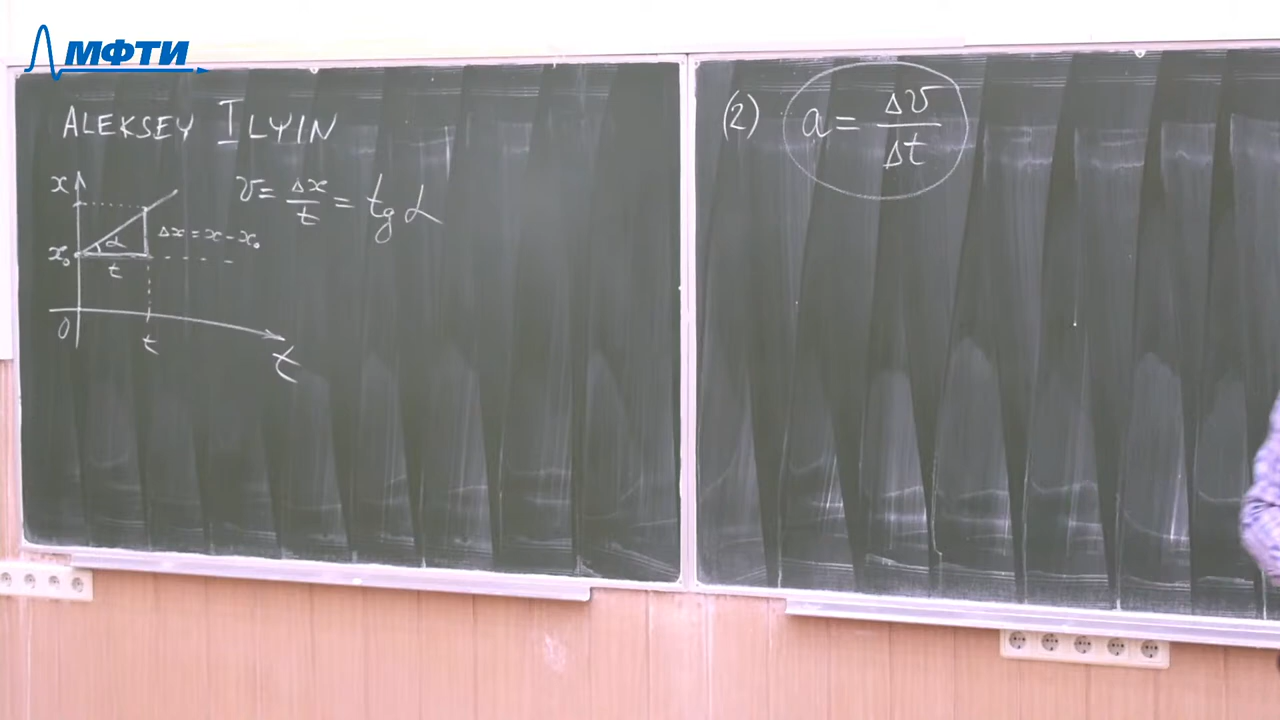 МФТИ
ALEKSEY ILYIN
x
v = Δx/t = tg α
Δx = x - x₀
α
x₀
t
0
t
t
(2) a = Δv/Δt